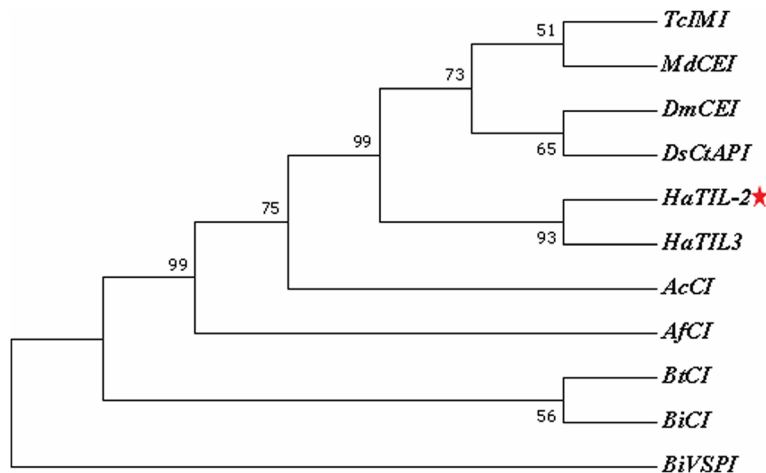 TcIMI
51
MdCEI
73
DmCEI
65
DsCtAPI
99
HaTIL-2
75
93
HaTIL3
99
AcCI
AfCI
BtCI
56
BiCI
BiVSPI